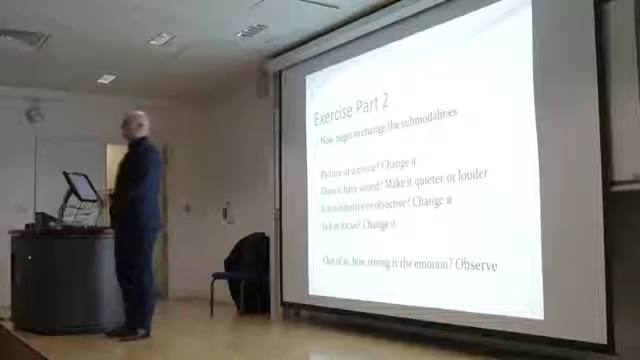 Exercise Part 2
Now begin to change the submodalities
Picture or a movie? Change it
Does it have sound? Make it quieter or louder
Is it subjective or objective? Change it
Is it in focus? Change it
Out of 10, how strong is the emotion? Observe